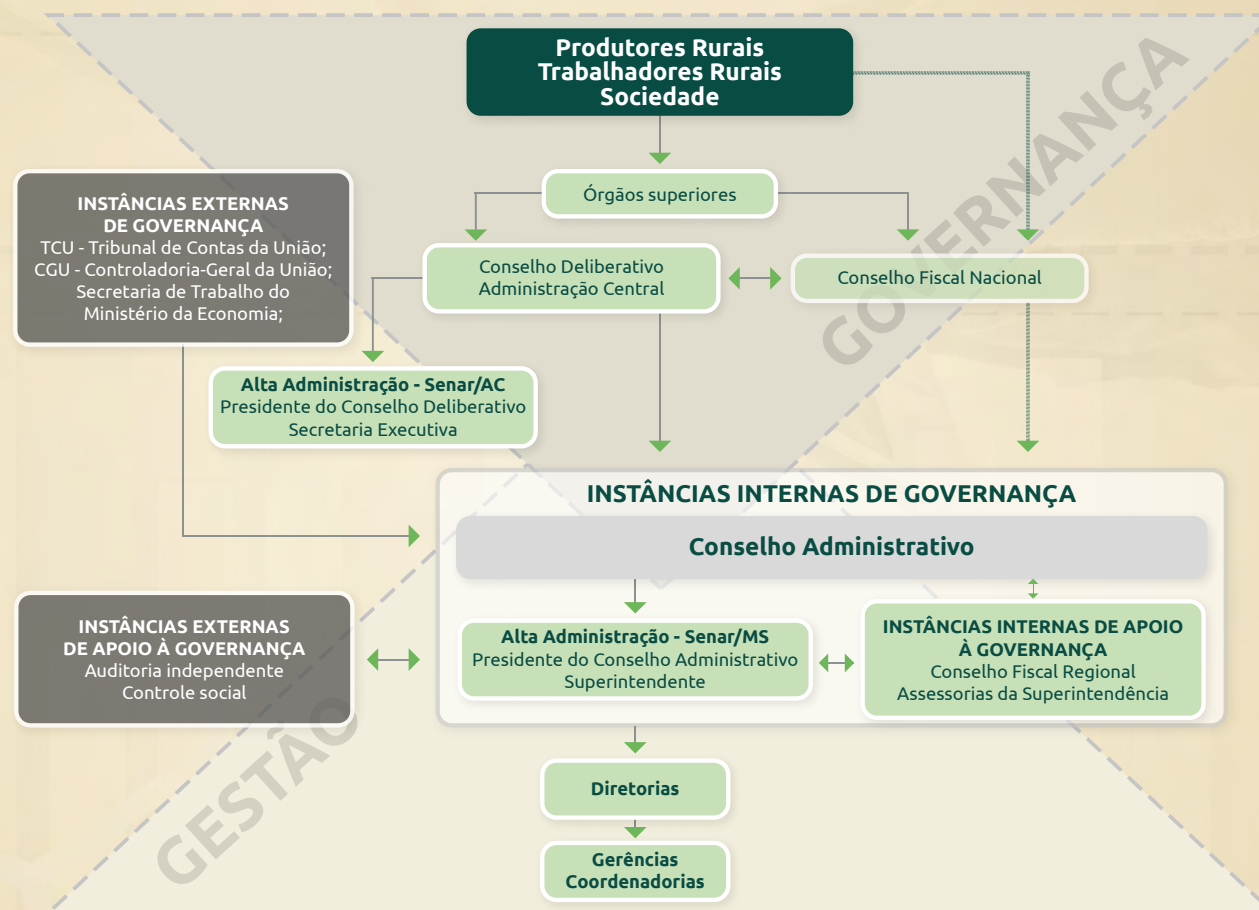 Produtores Rurais
Trabalhadores Rurais
Sociedade
GOVERNANÇA
Órgãos superiores
INSTÂNCIAS EXTERNAS
DE GOVERNANÇA
TCU - Tribunal de Contas da União;
CGU - Controladoria-Geral da União;
Secretaria de Trabalho do
Ministério da Economia;
Conselho Deliberativo
Administração Central
Conselho Fiscal Nacional
Alta Administração - Senar/AC
Presidente do Conselho Deliberativo
Secretaria Executiva
INSTÂNCIAS INTERNAS DE GOVERNANÇA
Conselho Administrativo
INSTÂNCIAS EXTERNAS
DE APOIO À GOVERNANÇA
Auditoria independente
Controle social
Alta Administração - Senar/MS
Presidente do Conselho Administrativo
Superintendente
INSTÂNCIAS INTERNAS DE APOIO
À GOVERNANÇA
Conselho Fiscal Regional
Assessorias da Superintendência
GESTÃO
Diretorias
Gerências
Coordenadorias